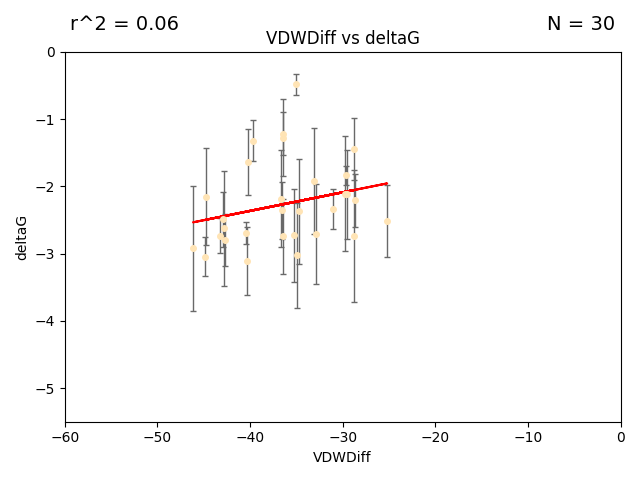 r^2 = 0.06
N = 30
VDWDiff vs deltaG
0
−1
−2
−3
−4
−5
deltaG
−60 −50 −40 −30 −20 −10 0
VDWDiff